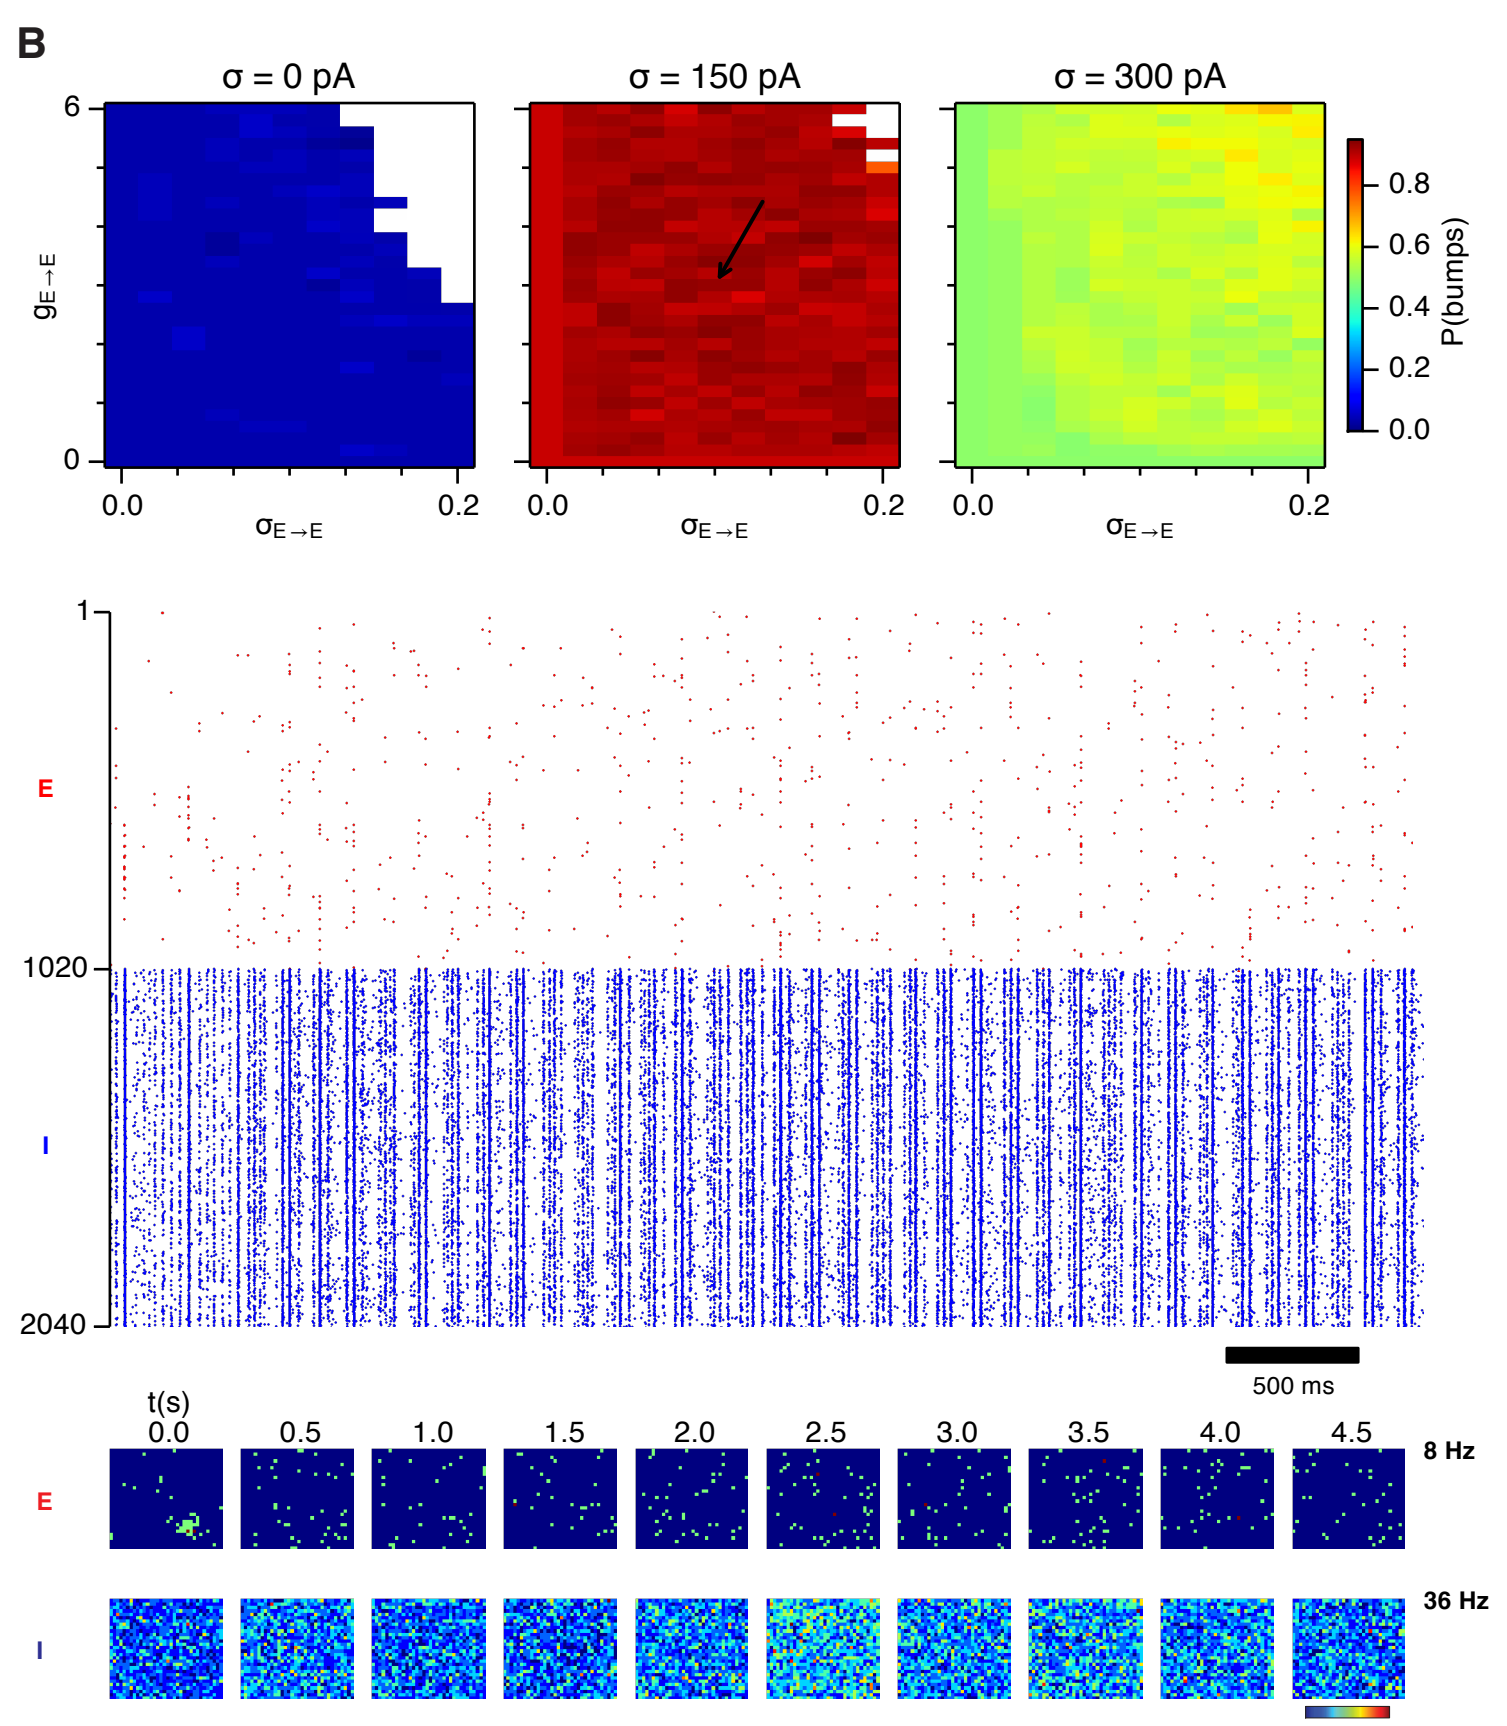 B
σ = 0 pA σ = 150 pA σ = 300 pA
6
0
gE→E
0.0 0.2 0.0 0.2 0.0 0.2
σE→E σE→E σE→E
0.8
0.6
0.4
0.2
0.0
P(bumps)
1
E
1020
I
2040
500 ms
t(s)
0.0 0.5 1.0 1.5 2.0 2.5 3.0 3.5 4.0 4.5
8 Hz
E
36 Hz
I